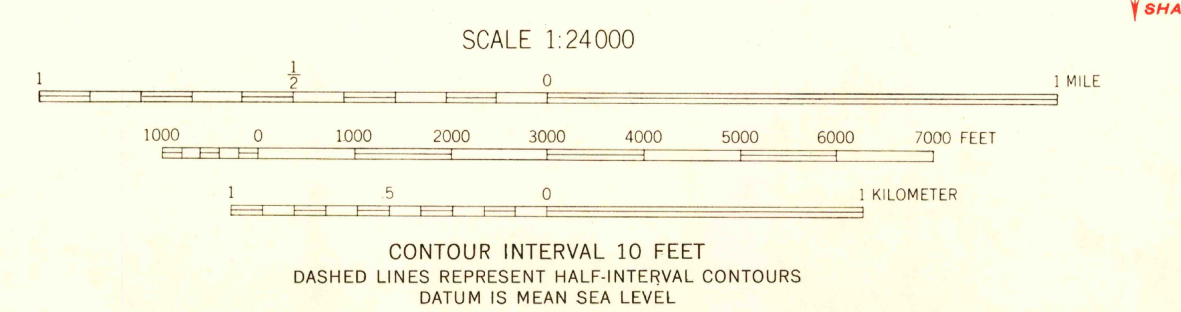 SHA
SCALE 1:24000
1 1/2 0 1 MILE
1000 0 1000 2000 3000 4000 5000 6000 7000 FEET
1 .5 0 1 KILOMETER
CONTOUR INTERVAL 10 FEET
DASHED LINES REPRESENT HALF-INTERVAL CONTOURS
DATUM IS MEAN SEA LEVEL